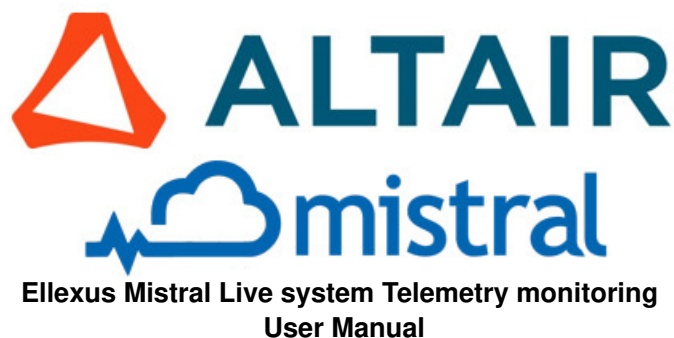 ALTAIR
mistral
Ellexus Mistral Live system Telemetry monitoring
User Manual